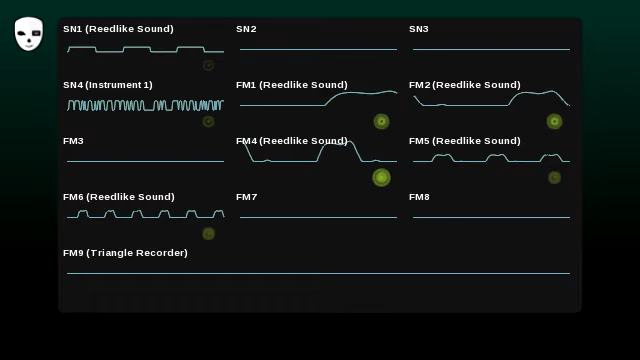 SN1 (Reedlike Sound) SN2 SN3
SN4 (Instrument 1) FM1 (Reedlike Sound) FM2 (Reedlike Sound)
FM3 FM4 (Reedlike Sound) FM5 (Reedlike Sound)
FM6 (Reedlike Sound) FM7 FM8
FM9 (Triangle Recorder)